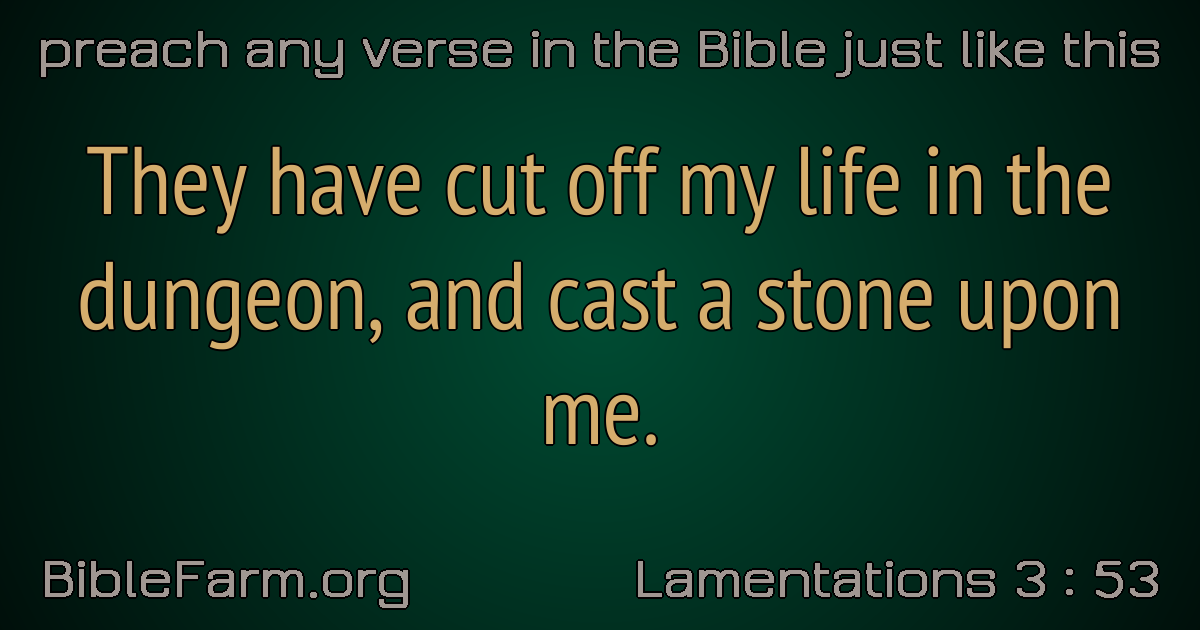 preach any verse in the Bible just like this
They have cut off my life in the
dungeon, and cast a stone upon
me.
BibleFarm.org
Lamentations 3 : 53